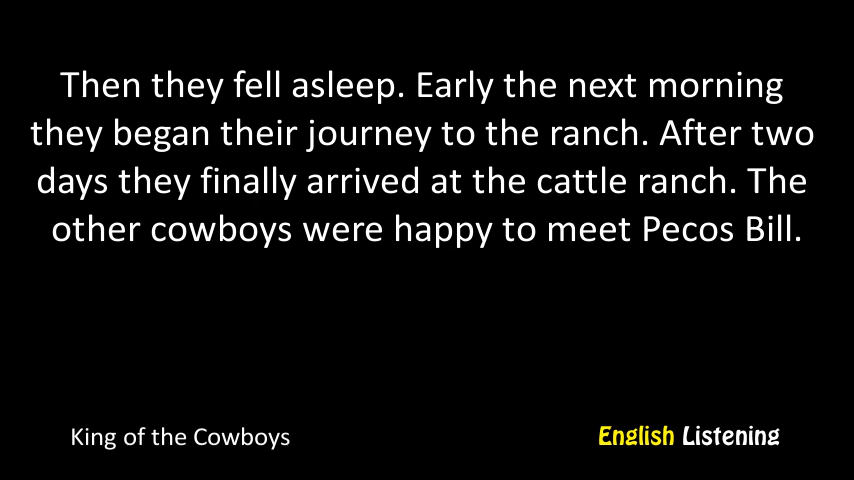 Then they fell asleep. Early the next morning
they began their journey to the ranch. After two
days they finally arrived at the cattle ranch. The
other cowboys were happy to meet Pecos Bill.
King of the Cowboys
English Listening